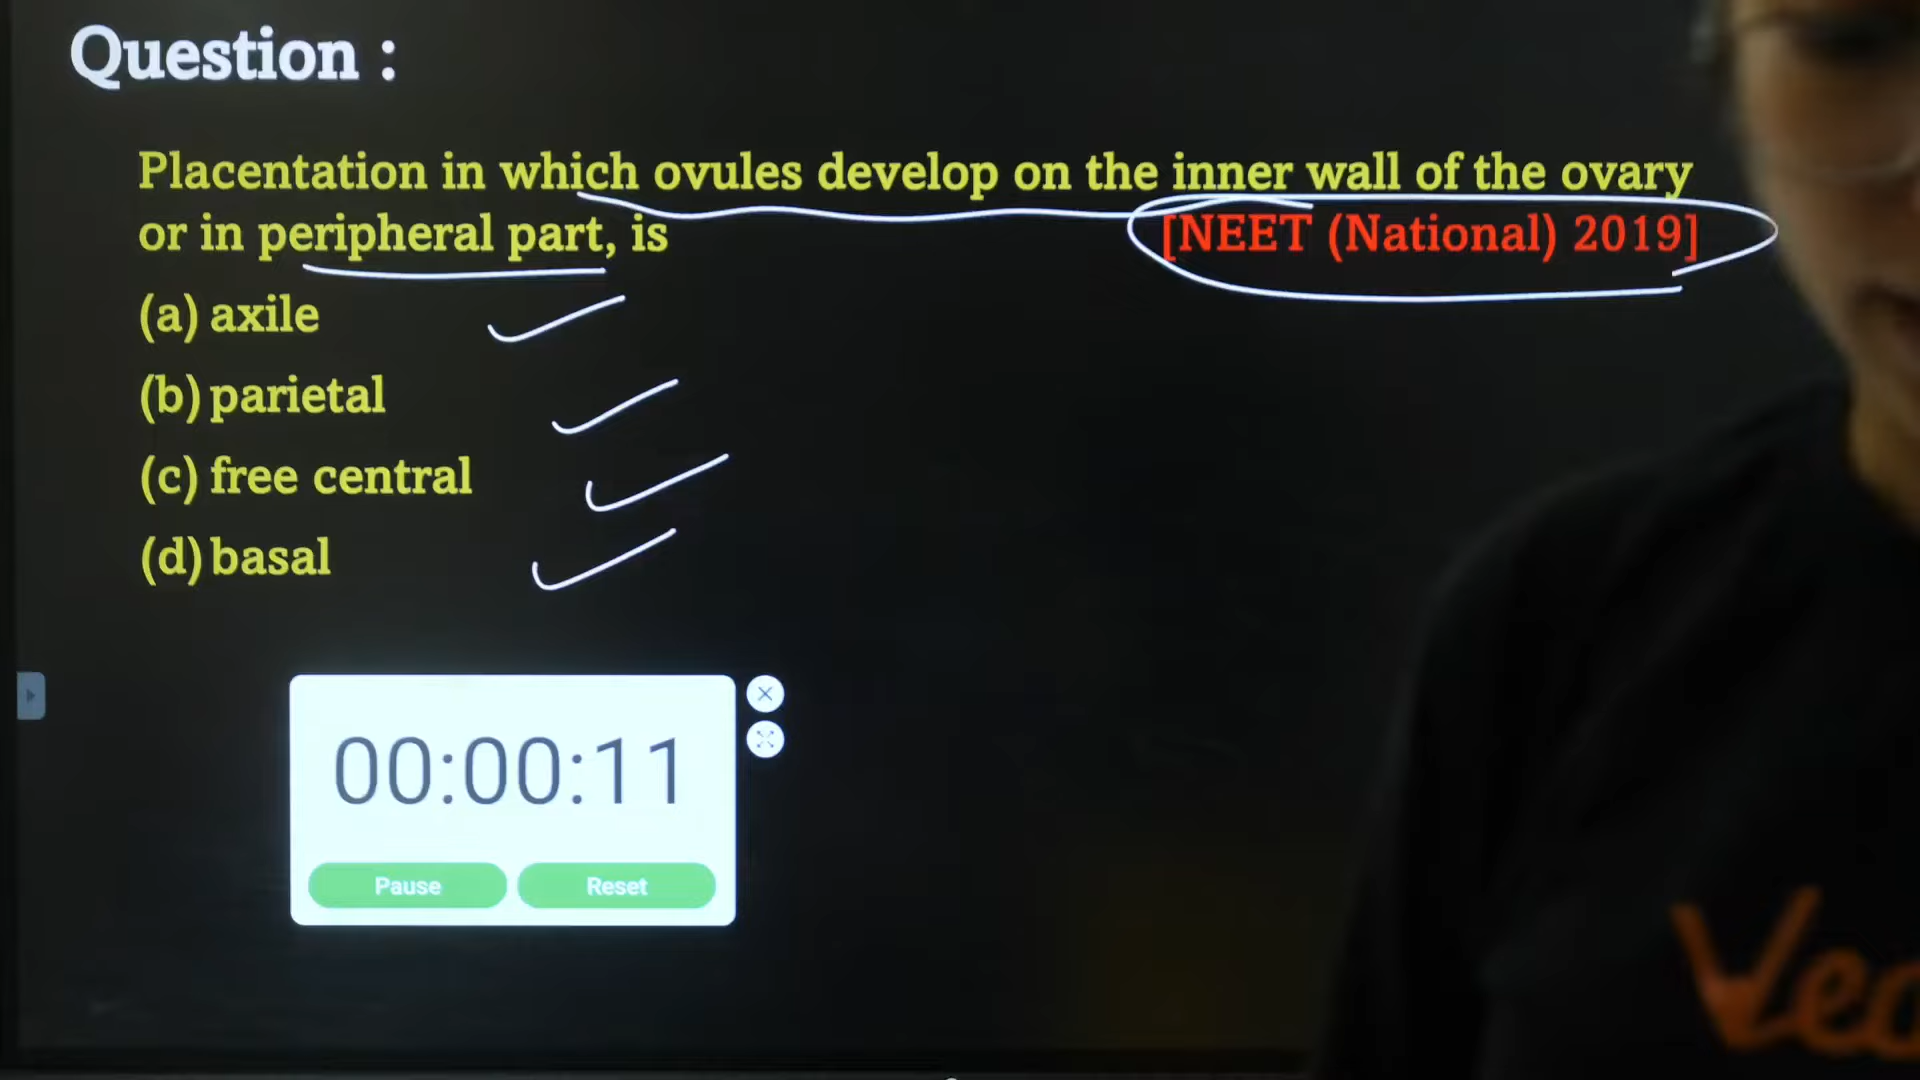 Question :
Placentation in which ovules develop on the inner wall of the ovary
or in peripheral part, is [NEET (National) 2019]
(a) axile
(b) parietal
(c) free central
(d) basal
00:00:11
Pause Reset